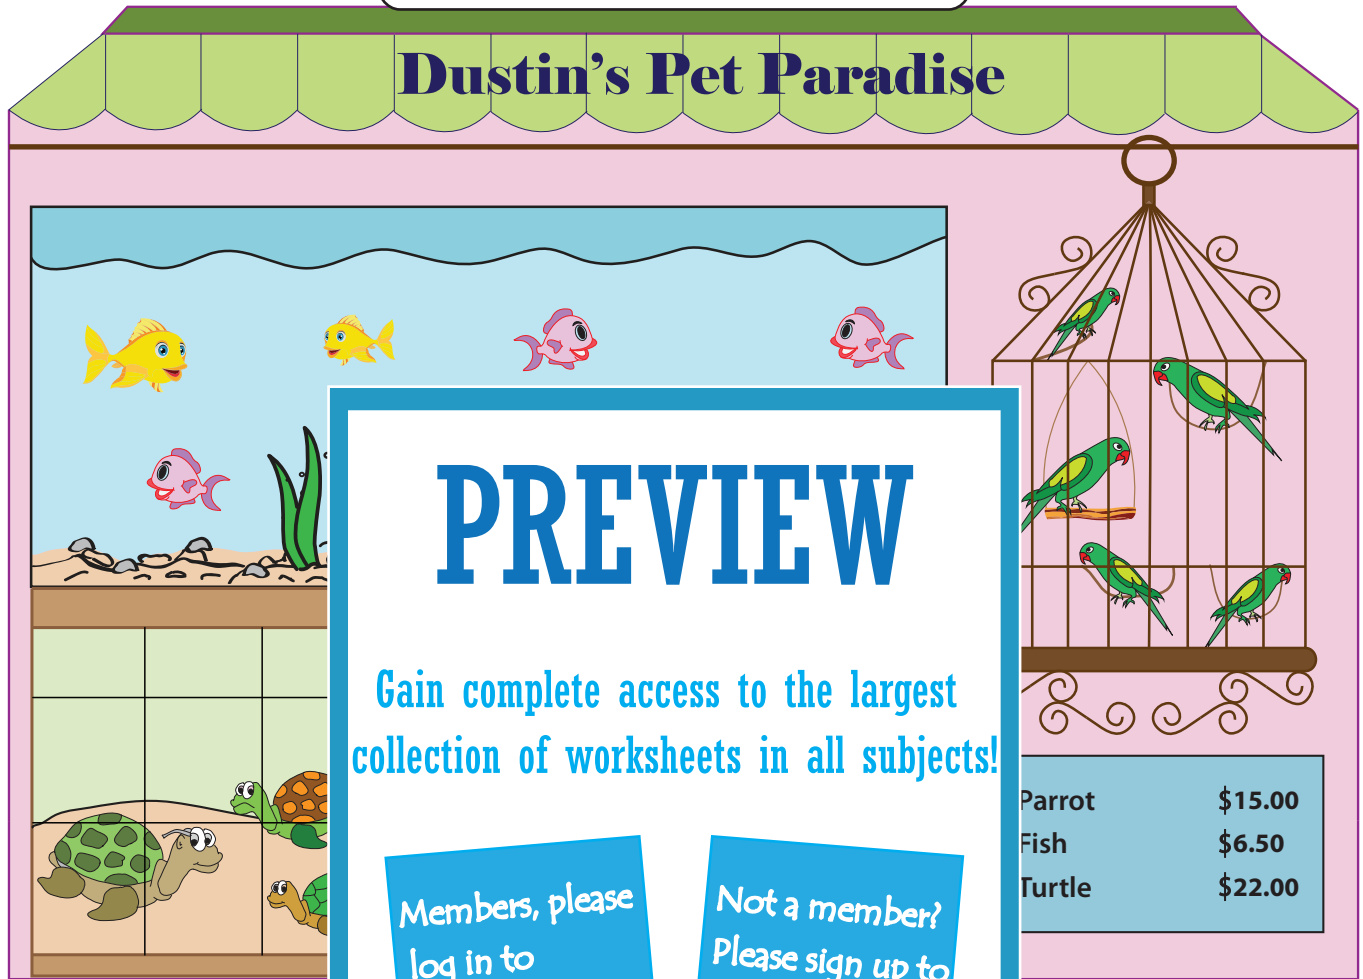 Dustin's Pet Paradise
PREVIEW
Gain complete access to the largest
collection of worksheets in all subjects!
Members, please
log in to
Not a member?
Please sign up to
Parrot $15.00
Fish $6.50
Turtle $22.00